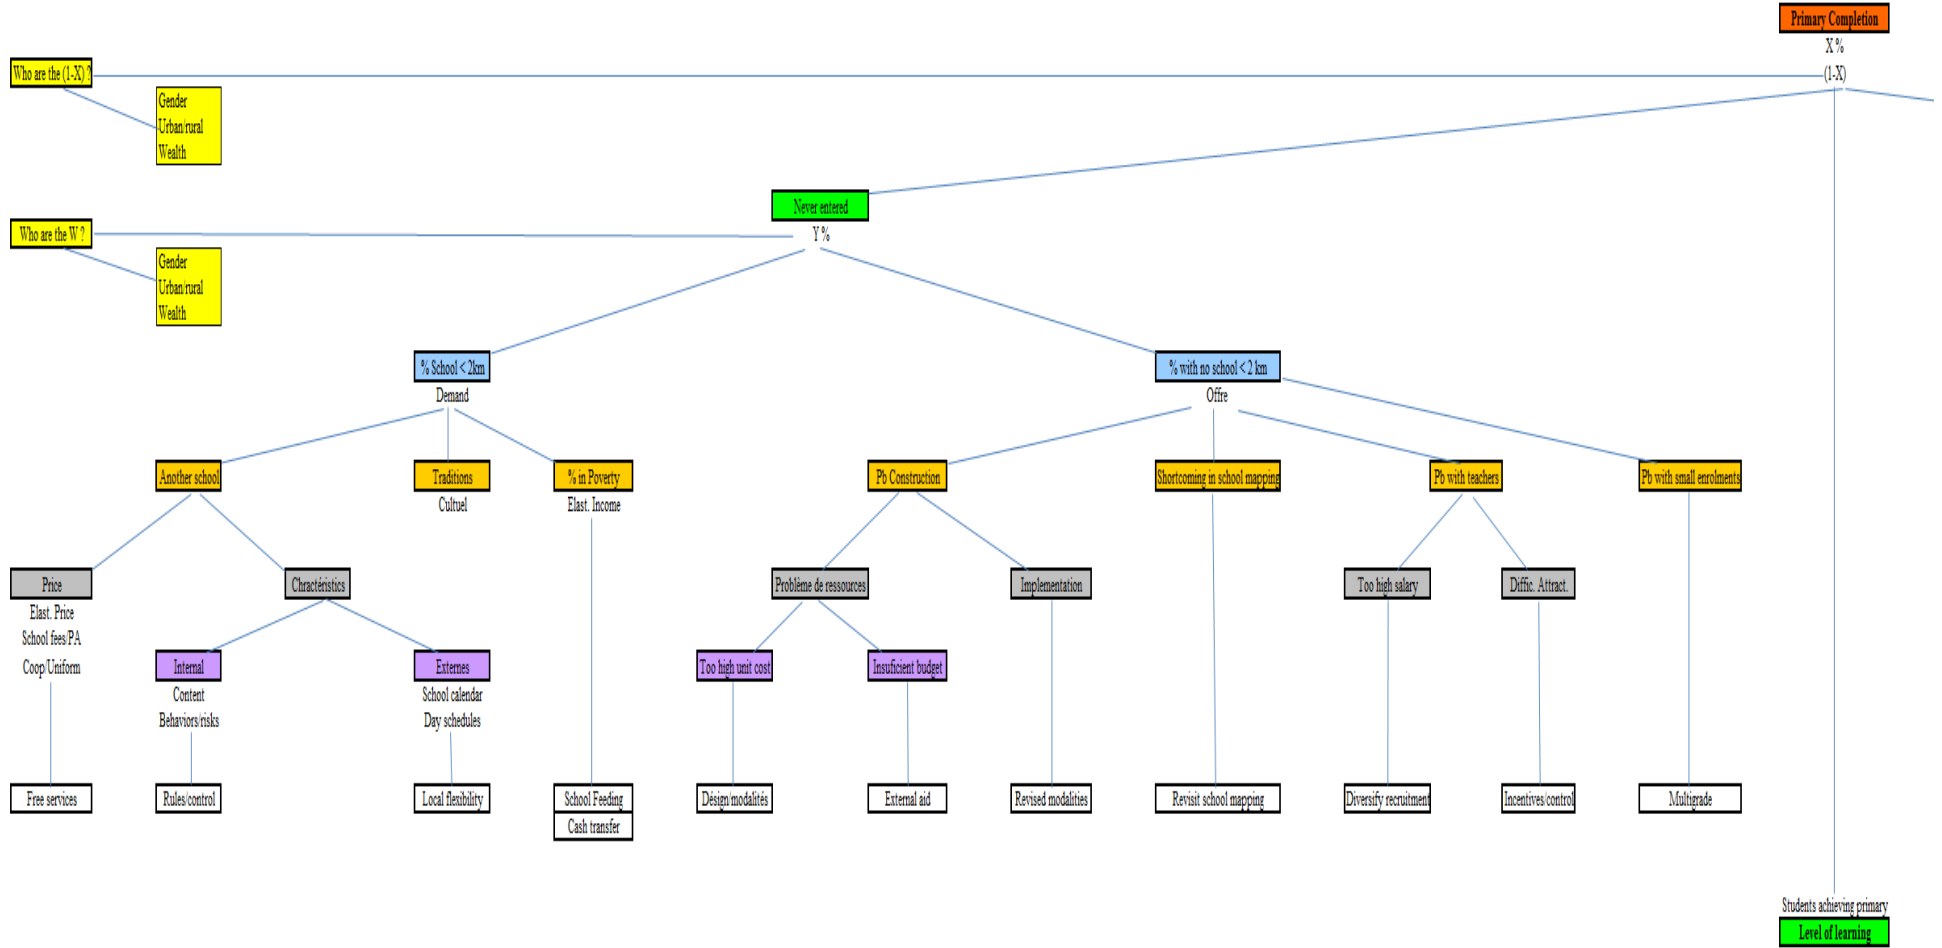 Primary Completion
X %
Who are the (1-X) ?
(1-X)
Gender
Urban/rural
Wealth
Never entered
Who are the W ?
Y %
Gender
Urban/rural
Wealth
% School < 2km
% with no school < 2 km
Demand
Offre
Another school
Traditions
% in Poverty
Pb Construction
Shortcoming in school mapping
Pb with teachers
Pb with small enrolments
Cultuel
Elast. Income
Price
Chractéristics
Problème de ressources
Implementation
Too high salary
Diffic. Attract.
Elast. Price
School fees/PA
Coop/Uniform
Internal
Externes
Too high unit cost
Insuficient budget
Content
School calendar
Behaviors/risks
Day schedules
Free services
Rules/control
Local flexibility
School Feeding
Désign/modalités
External aid
Revised modalities
Revisit school mapping
Diversify recruitment
Incentives/control
Multigrade
Cash transfer
Students achieving primary
Level of learning